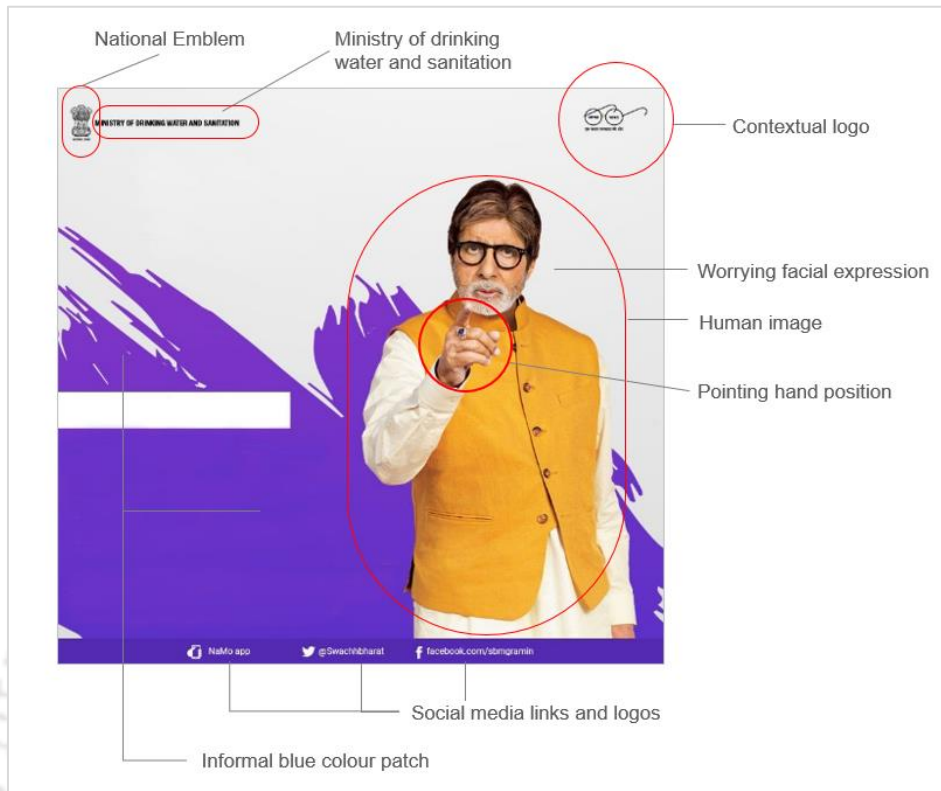 National Emblem
Ministry of drinking
water and sanitation
MINISTRY OF DRINKING WATER AND SANITATION
Contextual logo
Worrying facial expression
Human image
Pointing hand position
NaMo app
@Swachhbharat
facebook.com/sbmgramin
Social media links and logos
Informal blue colour patch